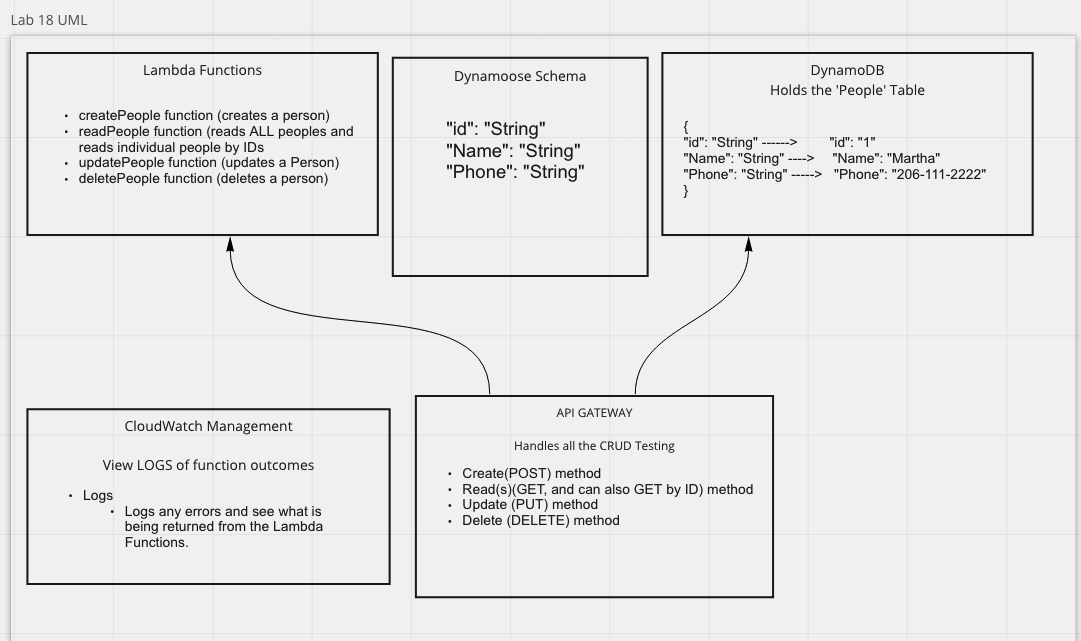 Lab 18 UML
Lambda Functions
• createPeople function (creates a person)
• readPeople function (reads ALL peoples and
reads individual people by IDs
• updatePeople function (updates a Person)
• deletePeople function (deletes a person)
Dynamoose Schema
"id": "String"
"Name": "String"
"Phone": "String"
DynamoDB
Holds the 'People' Table
{
"id": "String" ------> "id": "1"
"Name": "String" ----> "Name": "Martha"
"Phone": "String" -----> "Phone": "206-111-2222"
}
CloudWatch Management
View LOGS of function outcomes
• Logs
• Logs any errors and see what is
being returned from the Lambda
Functions.
API GATEWAY
Handles all the CRUD Testing
• Create(POST) method
• Read(s)(GET, and can also GET by ID) method
• Update (PUT) method
• Delete (DELETE) method